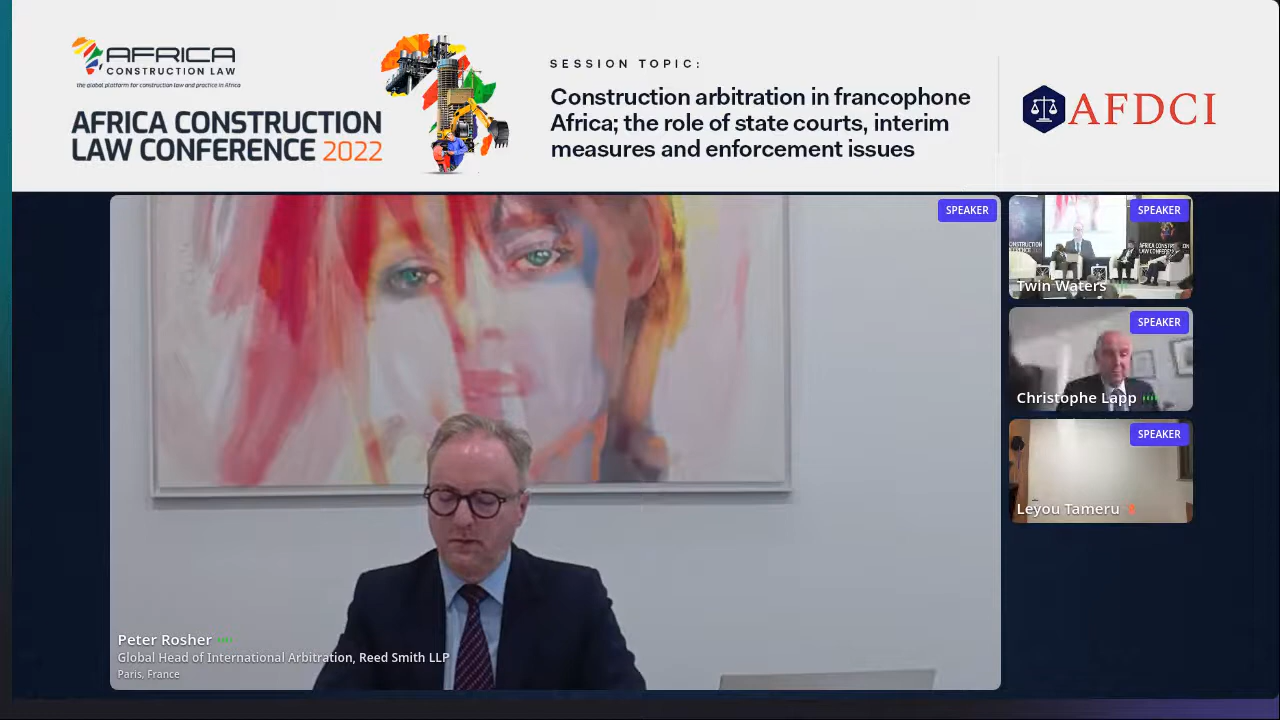 AFRICA
CONSTRUCTION LAW
the global platform for construction law and practice in Africa
AFRICA CONSTRUCTION
LAW CONFERENCE 2022
SESSION TOPIC:
Construction arbitration in francophone
Africa; the role of state courts, interim
measures and enforcement issues
AFDCI
SPEAKER
Peter Rosher
Global Head of International Arbitration, Reed Smith LLP
Paris, France
SPEAKER
Twin Waters
SPEAKER
Christophe Lapp
SPEAKER
Leyou Tameru